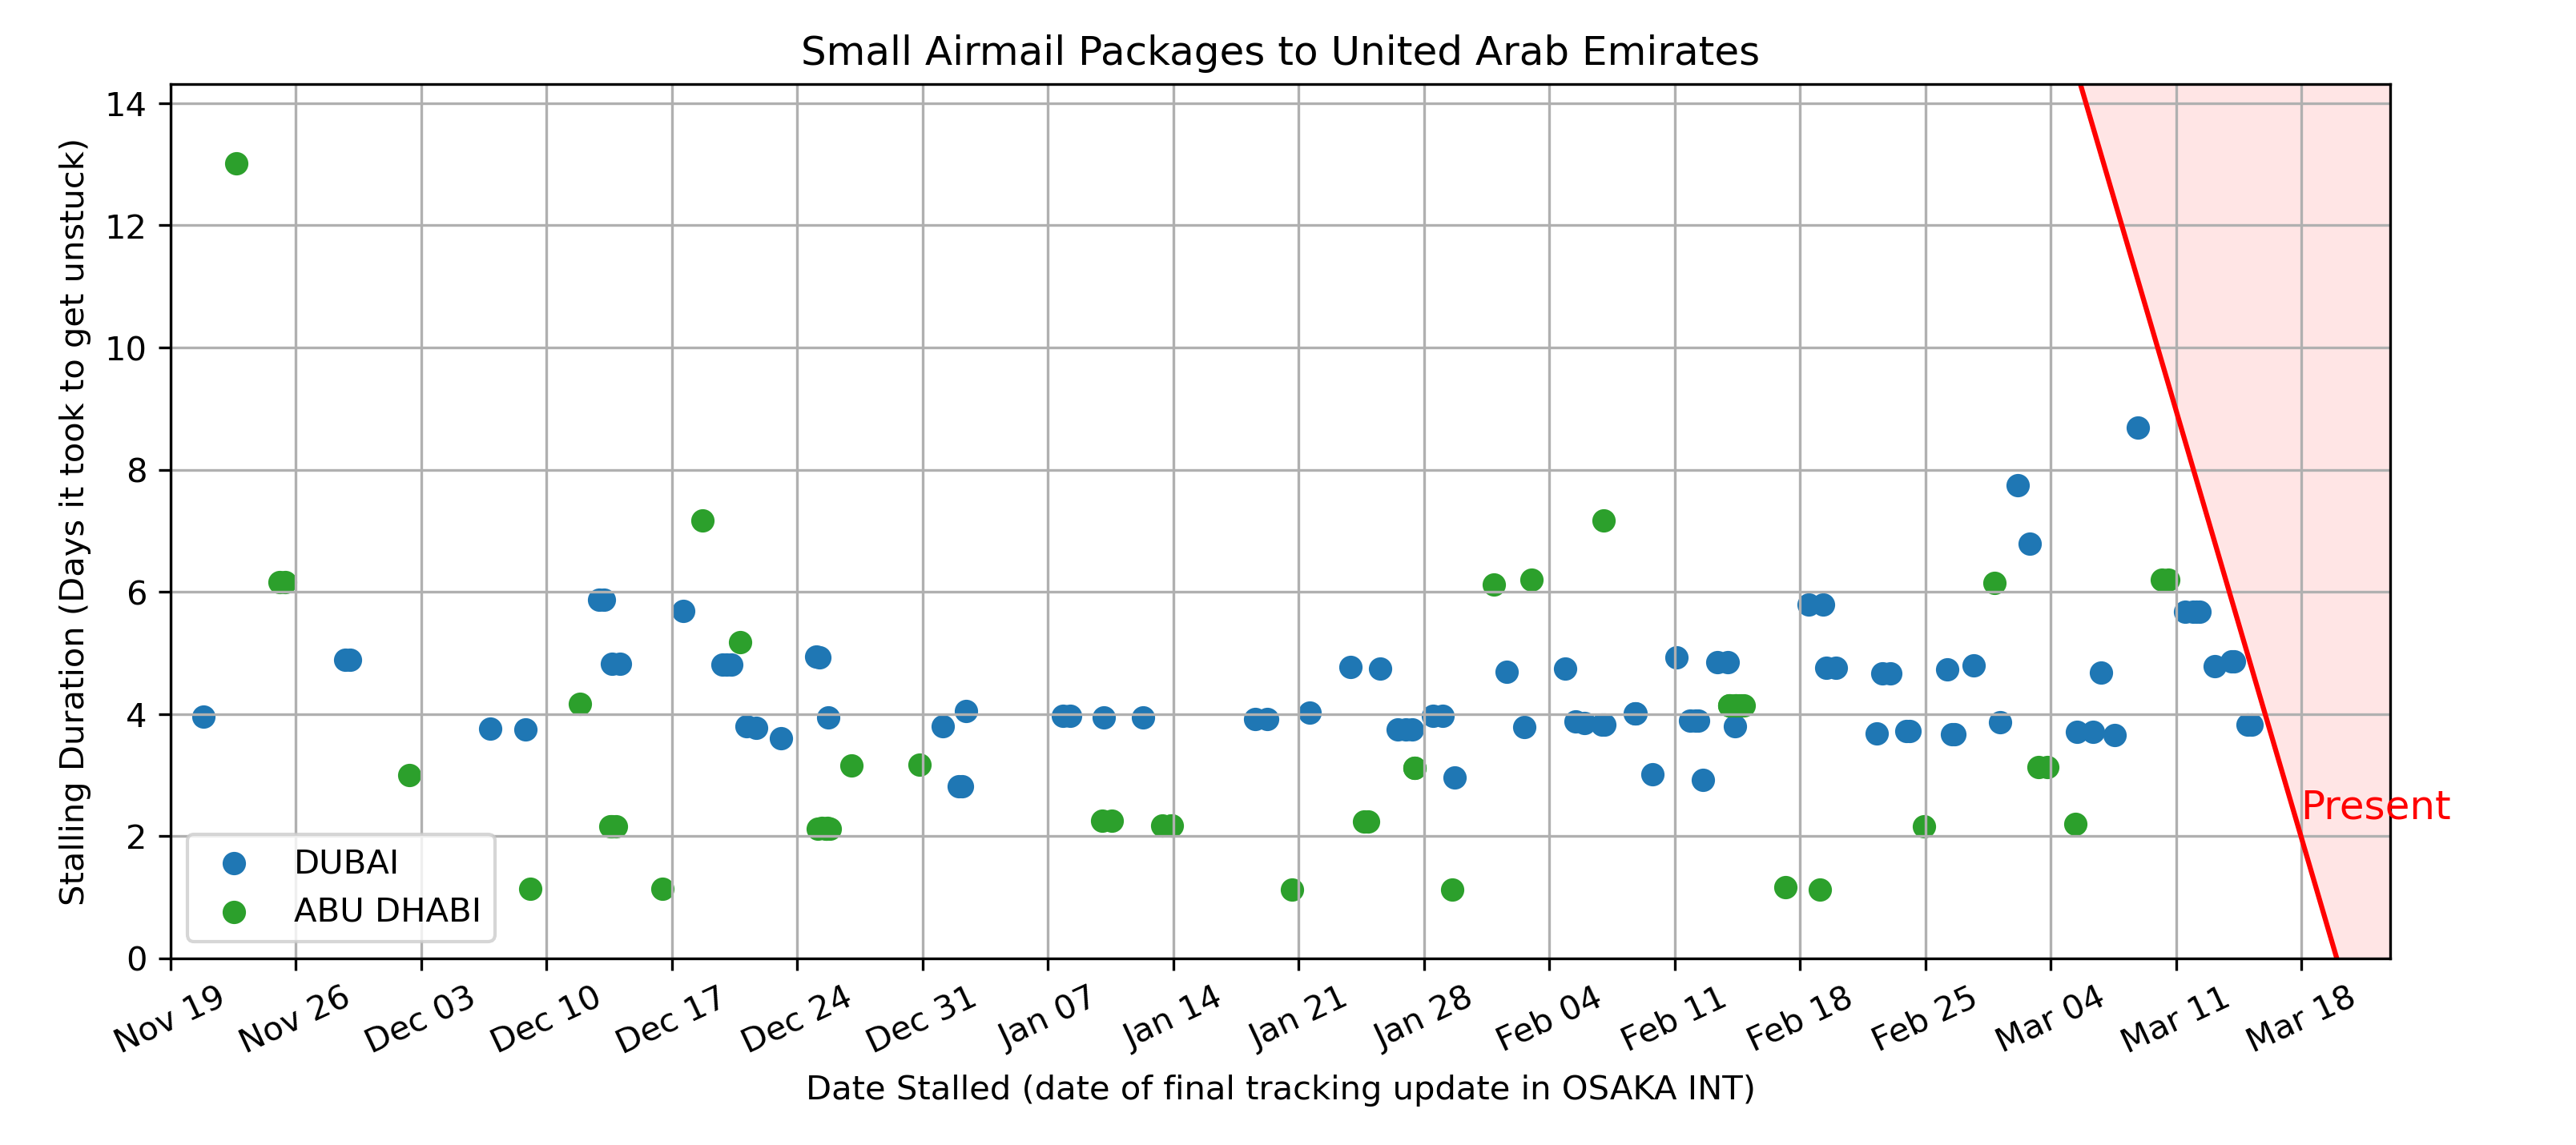 Small Airmail Packages to United Arab Emirates
Stalling Duration (Days it took to get unstuck)
14
12
10
8
6
4
2
0
Present
DUBAI
ABU DHABI
Nov 19
Nov 26
Dec 03
Dec 10
Dec 17
Dec 24
Dec 31
Jan 07
Jan 14
Jan 21
Jan 28
Feb 04
Feb 11
Feb 18
Feb 25
Mar 04
Mar 11
Mar 18
Date Stalled (date of final tracking update in OSAKA INT)